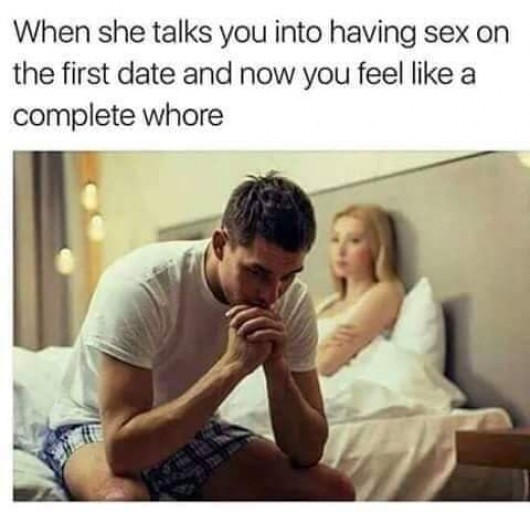 When she talks you into having sex on
the first date and now you feel like a
complete whore